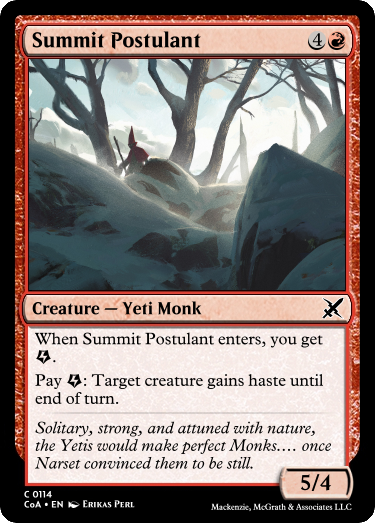 Summit Postulant 4
Creature — Yeti Monk
When Summit Postulant enters, you get
.
Pay : Target creature gains haste until
end of turn.
Solitary, strong, and attuned with nature,
the Yetis would make perfect Monks.… once
Narset convinced them to be still.
5/4
C 0114
CoA • EN Erikas Perl
Mackenzie, McGrath & Associates LLC